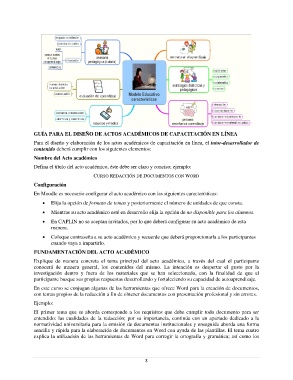 Modelo Educativo
características
GUÍA PARA EL DISEÑO DE ACTOS ACADÉMICOS DE CAPACITACIÓN EN LÍNEA
Para el diseño y elaboración de los actos académicos de capacitación en línea, el tutor-desarrollador de
contenido deberá cumplir con los siguientes elementos:
Nombre del Acto académico
Defina el título del acto académico, éste debe ser claro y conciso, ejemplo:
CURSO REDACCIÓN DE DOCUMENTOS CON WORD
Configuración
En Moodle es necesario configurar el acto académico con las siguientes características:
• Elija la opción de formato de temas y posteriormente el número de unidades de que consta.
• Mientras su acto académico esté en desarrollo elija la opción de no disponible para los alumnos.
• En CAPLIN no se aceptan invitados, por lo que deberá configurar su acto académico de esta
manera.
• Coloque contraseña a su acto académico y recuerde que deberá proporcionarla a los participantes
cuando vaya a impartirlo.
FUNDAMENTACIÓN DEL ACTO ACADÉMICO
Explique de manera concreta el tema principal del acto académico, a través del cual el participante
conocerá de manera general, los contenidos del mismo. La intención es despertar el gusto por la
investigación dentro y fuera de los materiales que se han seleccionado, con la finalidad de que el
participante busque sus propias respuestas desarrollando y fortaleciendo su capacidad de autoaprendizaje.
En este curso se conjugan algunas de las herramientas que ofrece Word para la creación de documentos,
con temas propios de la redacción a fin de obtener documentos con presentación profesional y sin errores.
Ejemplo:
El primer tema que se aborda corresponde a los requisitos que debe cumplir todo documento para ser
entendido: las cualidades de la redacción; por su importancia, continúa con un apartado dedicado a la
normatividad universitaria para la emisión de documentos institucionales y enseguida aborda una forma
sencilla y rápida para la elaboración de documentos en Word con ayuda de las plantillas. El tema cuatro
explica la utilización de las herramientas de Word para corregir la ortografía y gramática; así como los
3